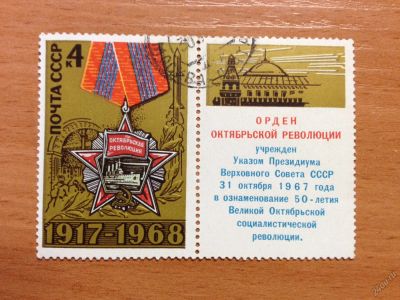 ПОЧТА СССР
4
К
ОКТЯБРЬСКАЯ
РЕВОЛЮЦИЯ
1917-1968
ОРДЕН
ОКТЯБРЬСКОЙ РЕВОЛЮЦИИ
учрежден
Указом Президиума
Верховного Совета СССР
31 октября 1967 года
в ознаменование 50-летия
Великой Октябрьской
социалистической
революции.